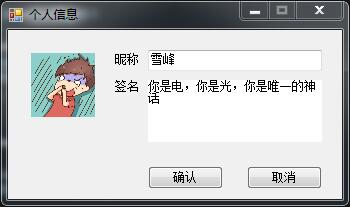 个人信息
昵称 雪峰
签名 你是电，你是光，你是唯一的神
话
确认 取消